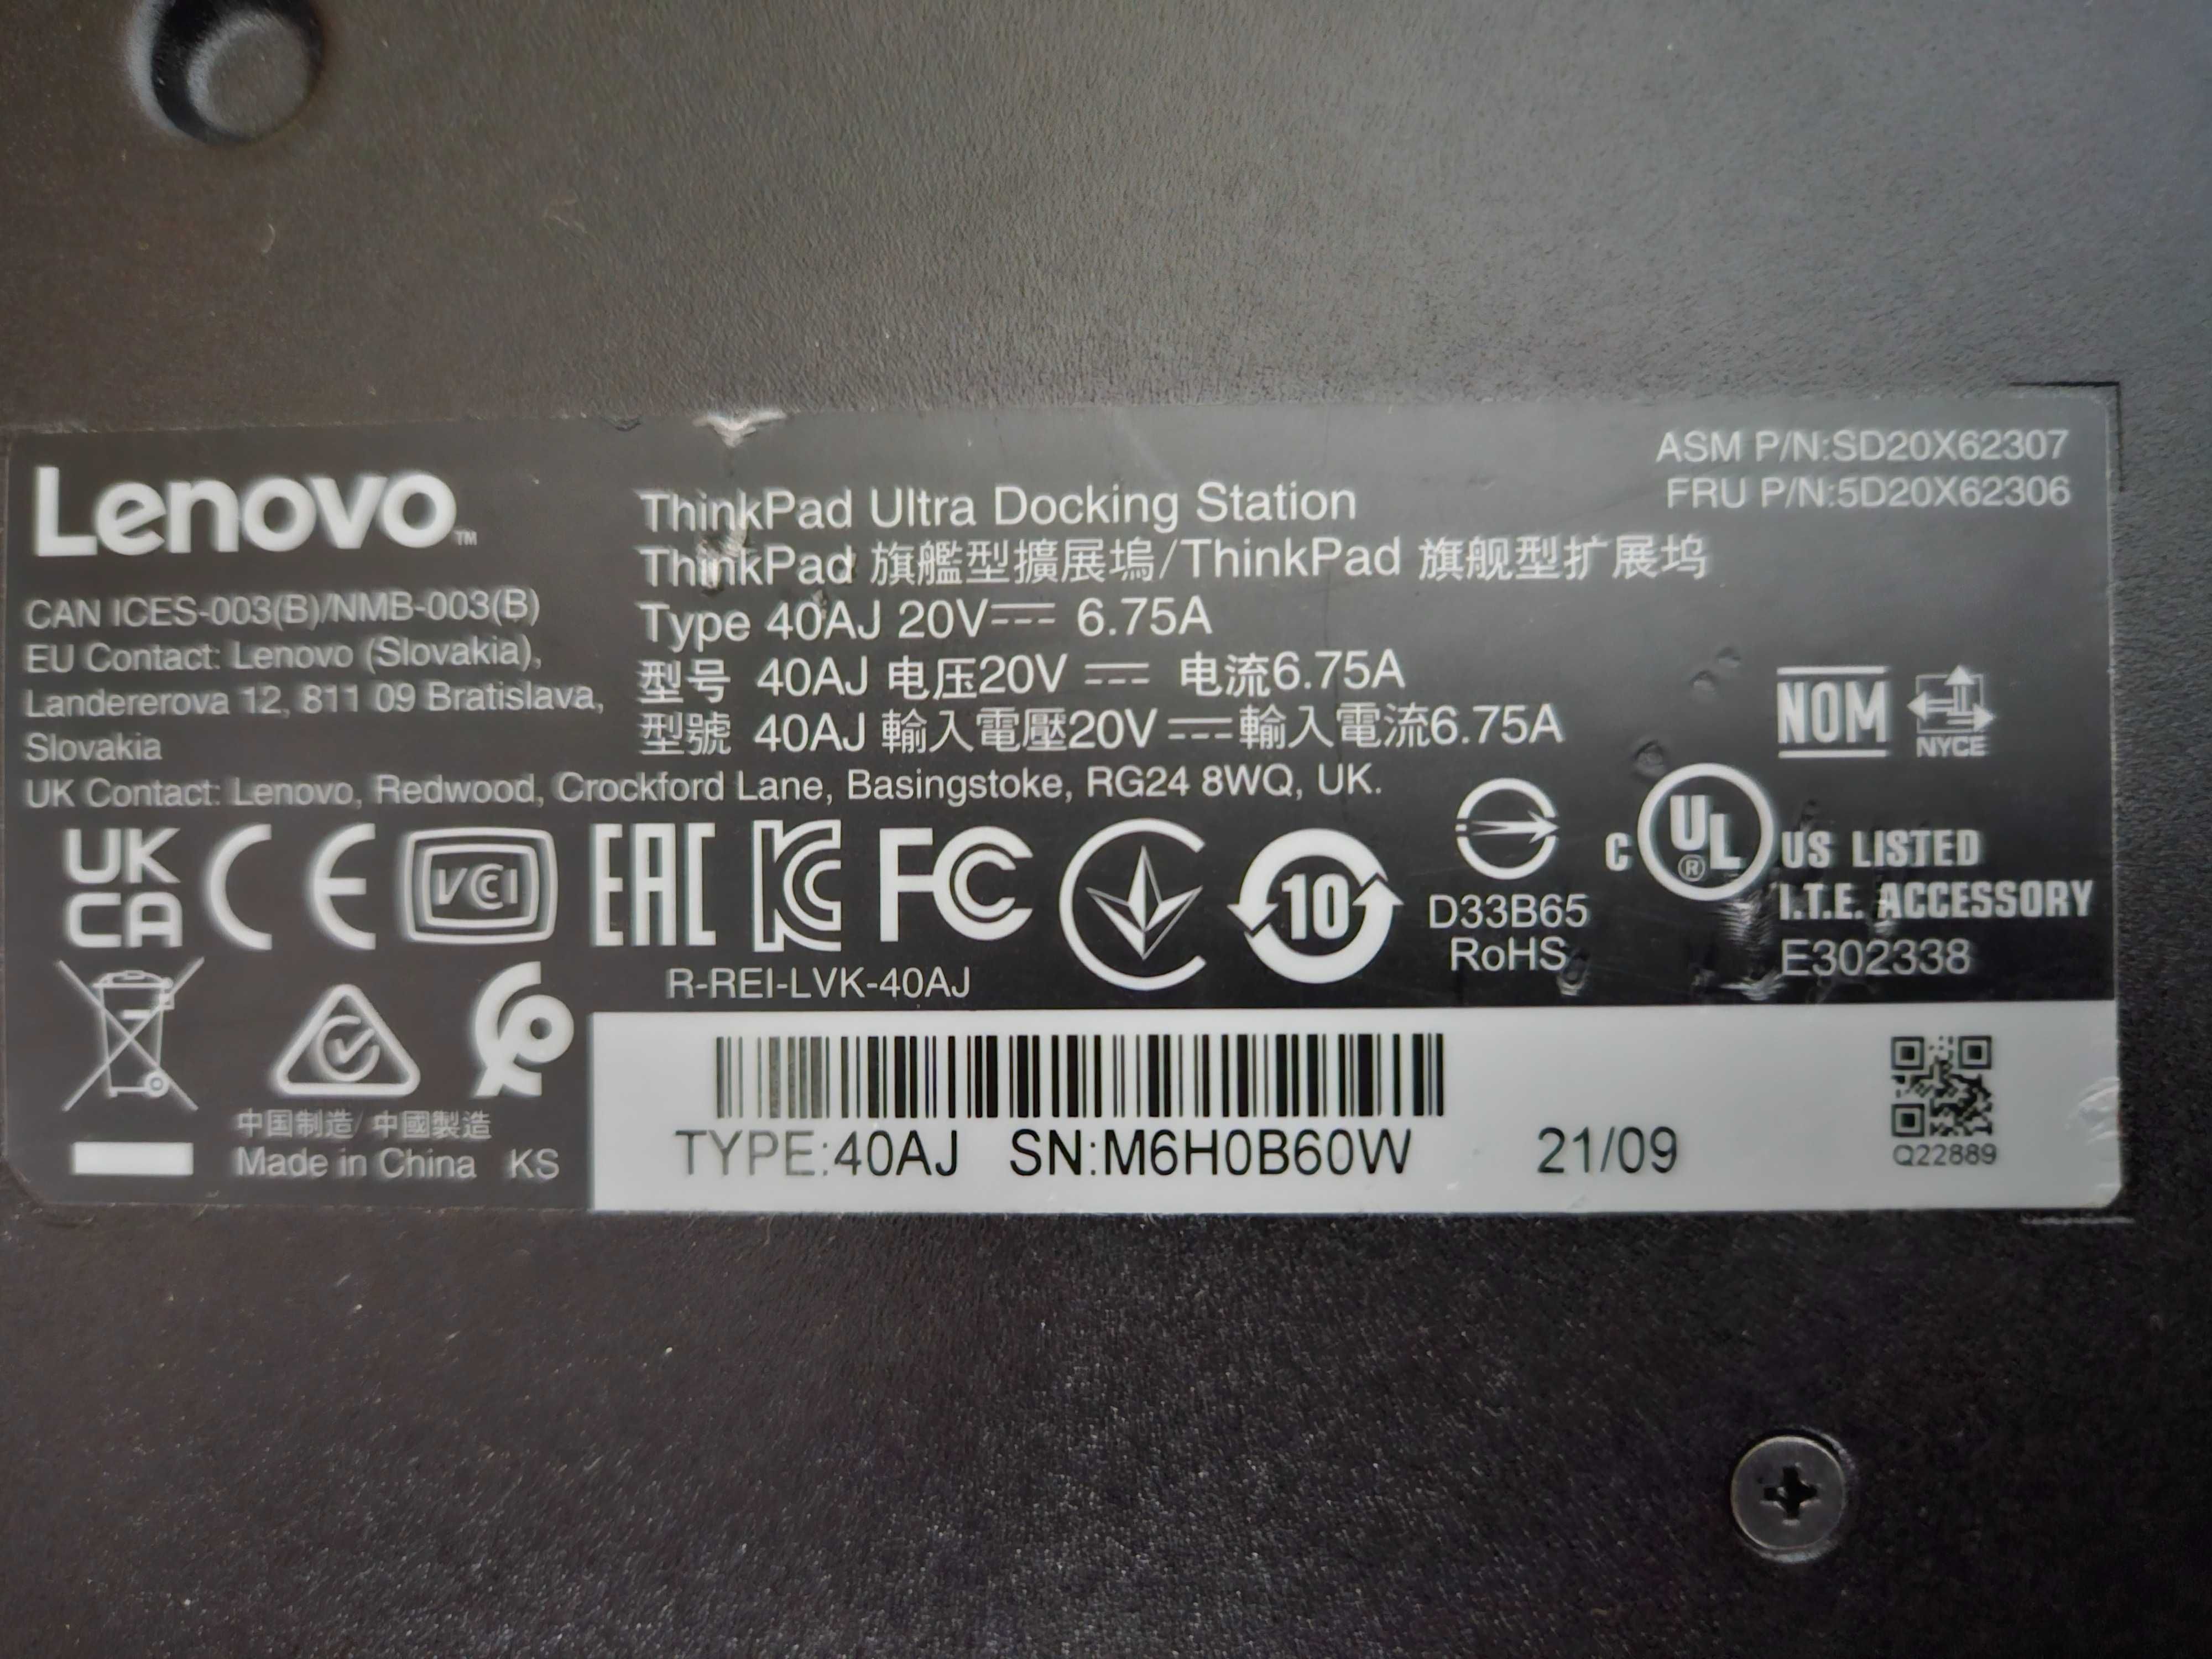 Lenovo™
ASM P/N:SD20X62307
FRU P/N:5D20X62306
ThinkPad Ultra Docking Station
ThinkPad 旗艦型擴展塢/ThinkPad 旗舰型扩展坞
Type 40AJ 20V⎓ 6.75A
型号 40AJ 电压20V ⎓ 电流6.75A
型號 40AJ 輸入電壓20V⎓輸入電流6.75A
CAN ICES-003(B)/NMB-003(B)
EU Contact: Lenovo (Slovakia),
Landererova 12, 811 09 Bratislava,
Slovakia
UK Contact: Lenovo, Redwood, Crockford Lane, Basingstoke, RG24 8WQ, UK.
NOM
NYCE
UK
CA
CE
VCI
EAC
KC
FC
10
D33B65
RoHS
R-REI-LVK-40AJ
C UL® US LISTED
I.T.E. ACCESSORY
E302338
中国制造/ 中國製造
Made in China KS
TYPE:40AJ SN:M6H0B60W 21/09
Q22889